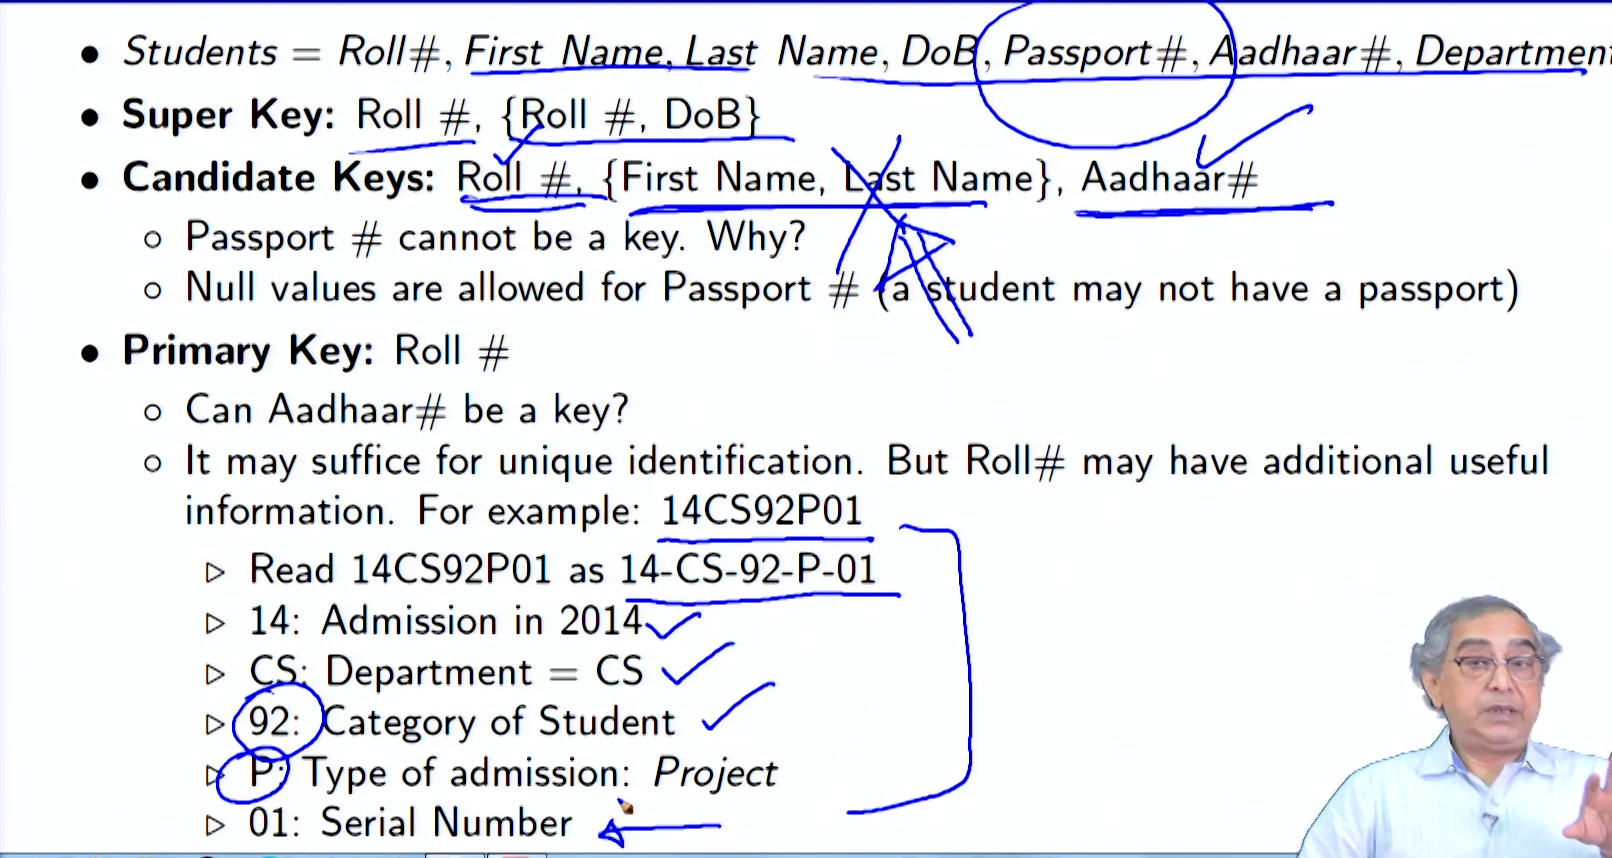 • Students = Roll#, First Name, Last Name, DoB, Passport#, Aadhaar#, Department
• Super Key: Roll #, {Roll #, DoB}
• Candidate Keys: Roll #, {First Name, Last Name}, Aadhaar#
○ Passport # cannot be a key. Why?
○ Null values are allowed for Passport # (a student may not have a passport)
• Primary Key: Roll #
○ Can Aadhaar# be a key?
○ It may suffice for unique identification. But Roll# may have additional useful
information. For example: 14CS92P01
▷ Read 14CS92P01 as 14-CS-92-P-01
▷ 14: Admission in 2014
▷ CS: Department = CS
▷ 92: Category of Student
▷ P: Type of admission: Project
▷ 01: Serial Number